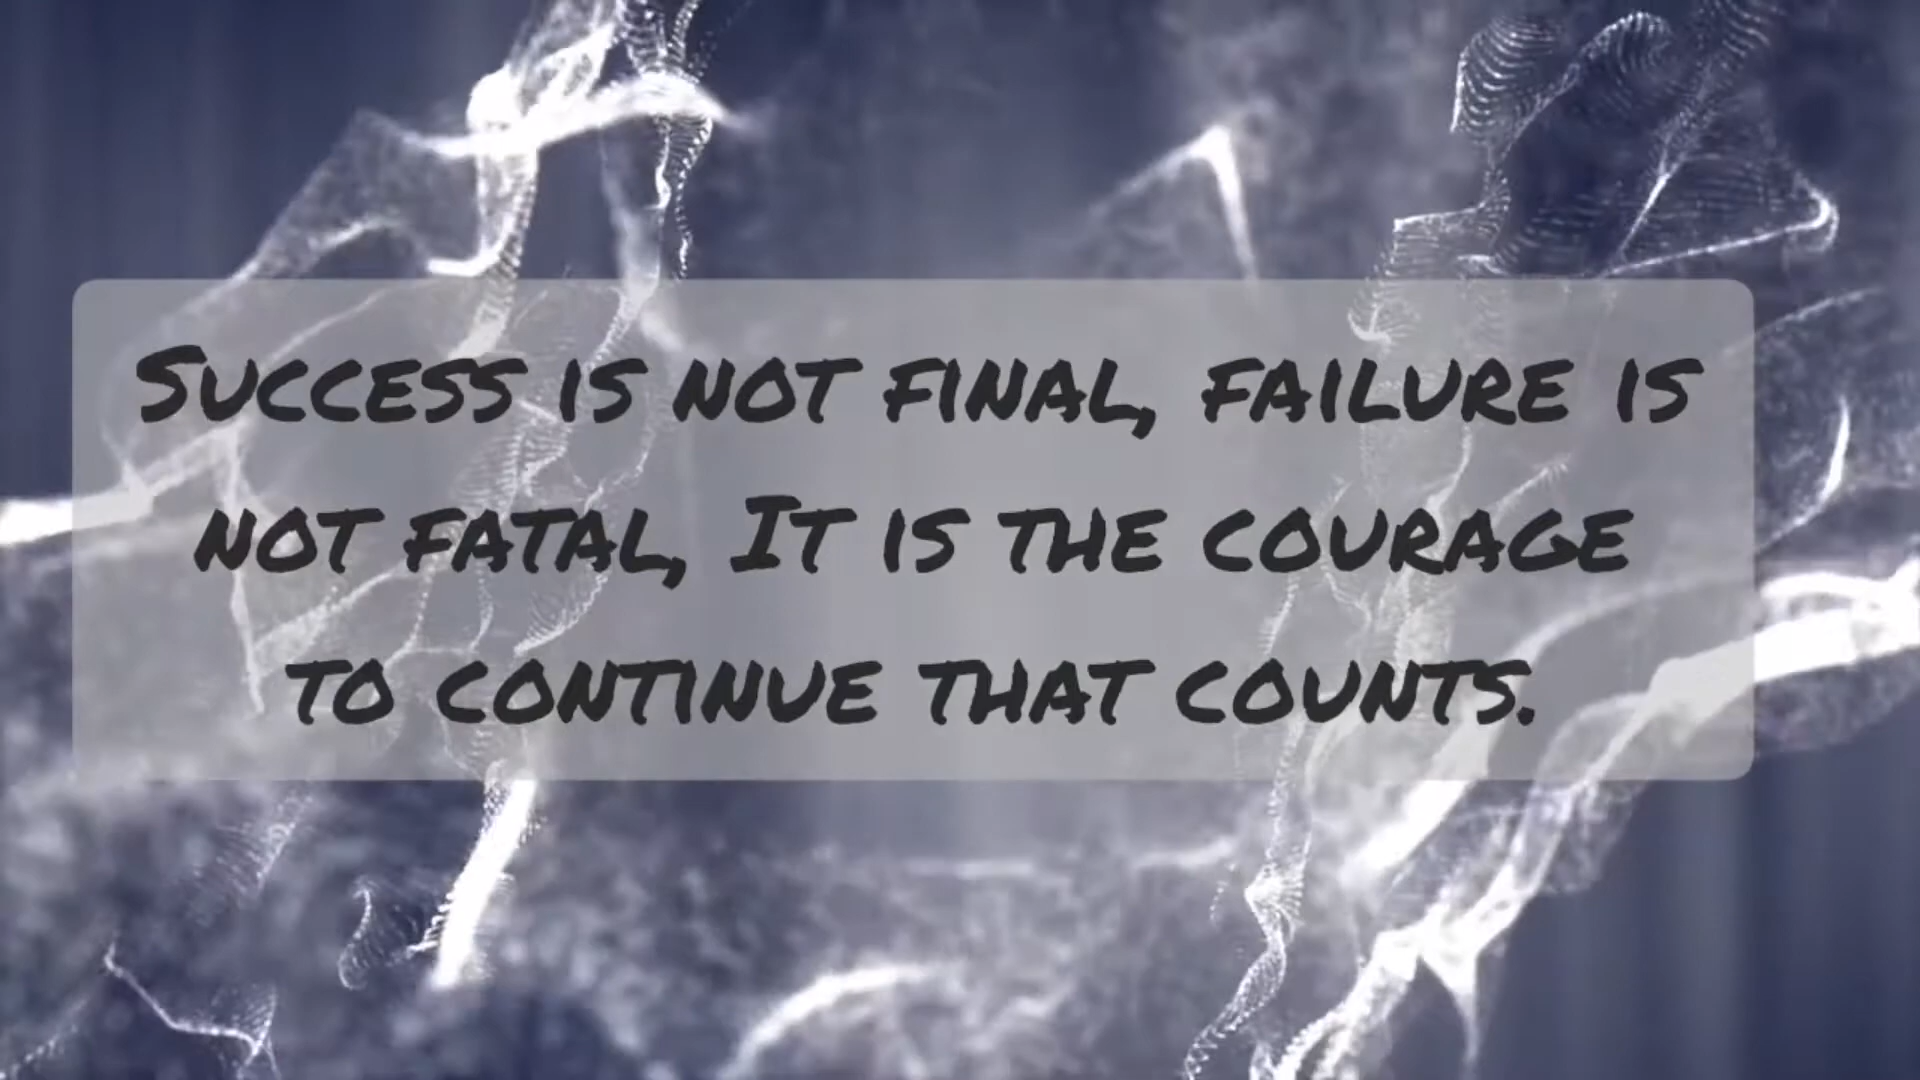 Success is not final, failure is
not fatal, It is the courage
to continue that counts.